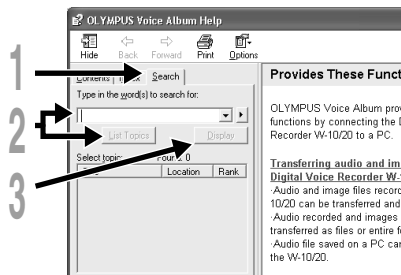 OLYMPUS Voice Album Help
Hide Back Forward Print Options
1
Contents Index Search
Provides These Funct
Type in the word(s) to search for:
2
OLYMPUS Voice Album prov
functions by connecting the D
Recorder W-10/20 to a PC.
List Topics Display
Select topic: Found: 0
Location Rank
3
Transferring audio and im
Digital Voice Recorder W-
·Audio and image files record
10/20 can be transferred and
·Audio recorded and images
transferred as files or entire f
·Audio file saved on a PC car
the W-10/20.